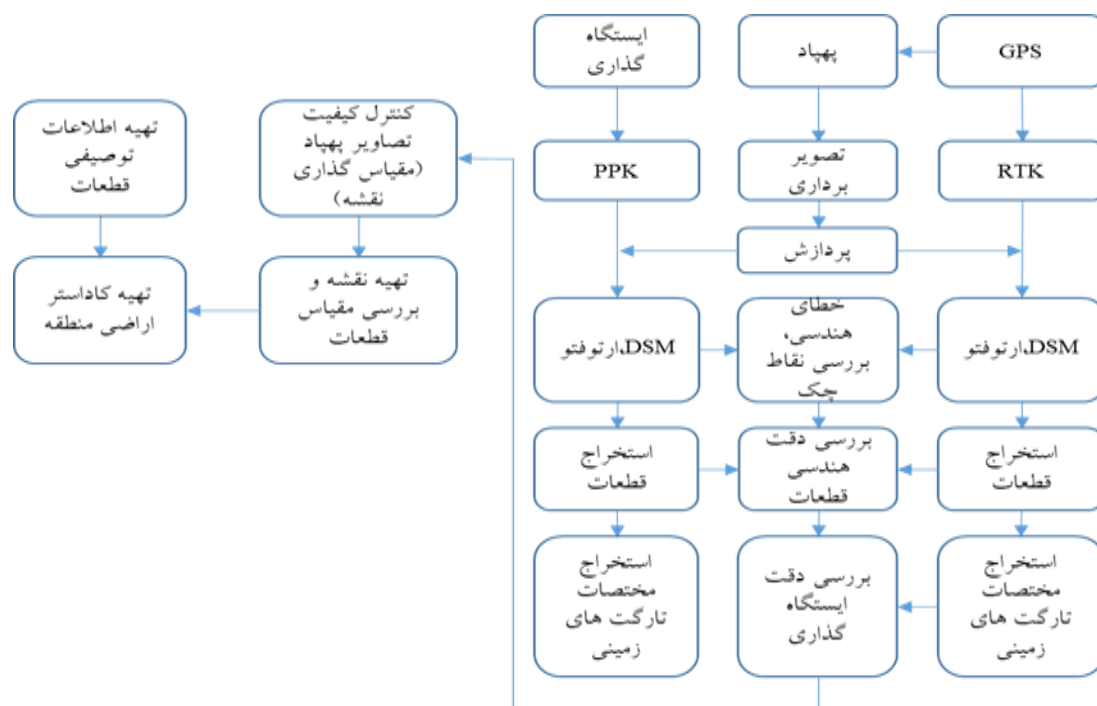 GPS
پهپاد
ایستگاه
گذاری
RTK
تصویر
برداری
PPK
پردازش
DSM،ارتوفتو
خطای
هندسی،
بررسی نقاط
چک
DSM،ارتوفتو
استخراج
قطعات
بررسی دقت
هندسی
قطعات
استخراج
قطعات
استخراج
مختصات
تارگت های
زمینی
بررسی دقت
ایستگاه
گذاری
استخراج
مختصات
تارگت های
زمینی
کنترل کیفیت
تصاویر پهپاد
(مقیاس گذاری
نقشه)
تهیه نقشه و
بررسی مقیاس
قطعات
تهیه اطلاعات
توصیفی
قطعات
تهیه کاداستر
اراضی منطقه